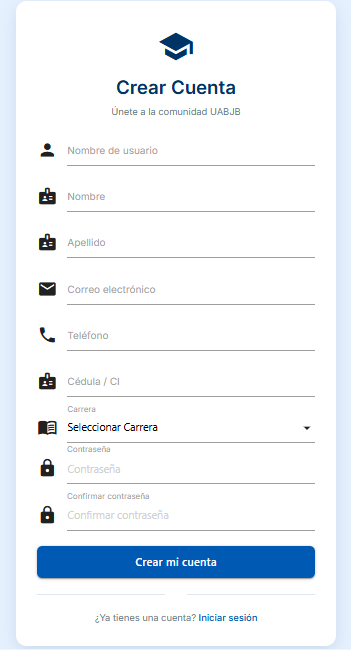 Crear Cuenta
Únete a la comunidad UABJB
Nombre de usuario
Nombre
Apellido
Correo electrónico
Teléfono
Cédula / CI
Carrera
Seleccionar Carrera
Contraseña
Contraseña
Confirmar contraseña
Confirmar contraseña
Crear mi cuenta
¿Ya tienes una cuenta? Iniciar sesión